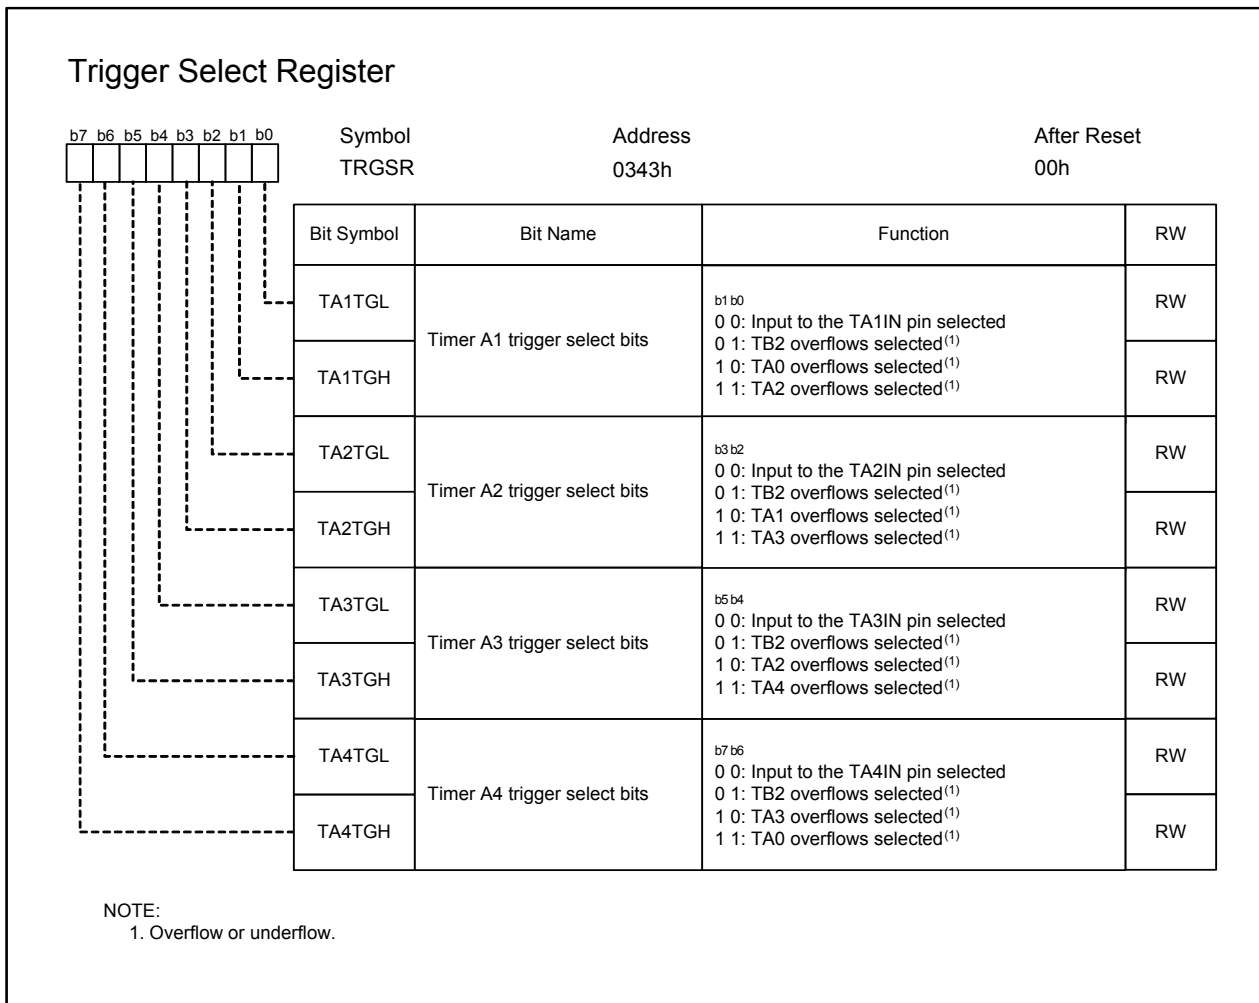 Trigger Select Register
b7 b6 b5 b4 b3 b2 b1 b0
Symbol Address After Reset
TRGSR 0343h 00h
Bit Symbol Bit Name Function RW
TA1TGL
TA1TGH
Timer A1 trigger select bits
b1 b0
0 0: Input to the TA1IN pin selected
0 1: TB2 overflows selected(1)
1 0: TA0 overflows selected(1)
1 1: TA2 overflows selected(1)
RW
RW
TA2TGL
TA2TGH
Timer A2 trigger select bits
b3 b2
0 0: Input to the TA2IN pin selected
0 1: TB2 overflows selected(1)
1 0: TA1 overflows selected(1)
1 1: TA3 overflows selected(1)
RW
RW
TA3TGL
TA3TGH
Timer A3 trigger select bits
b5 b4
0 0: Input to the TA3IN pin selected
0 1: TB2 overflows selected(1)
1 0: TA2 overflows selected(1)
1 1: TA4 overflows selected(1)
RW
RW
TA4TGL
TA4TGH
Timer A4 trigger select bits
b7 b6
0 0: Input to the TA4IN pin selected
0 1: TB2 overflows selected(1)
1 0: TA3 overflows selected(1)
1 1: TA0 overflows selected(1)
RW
RW
NOTE:
1. Overflow or underflow.